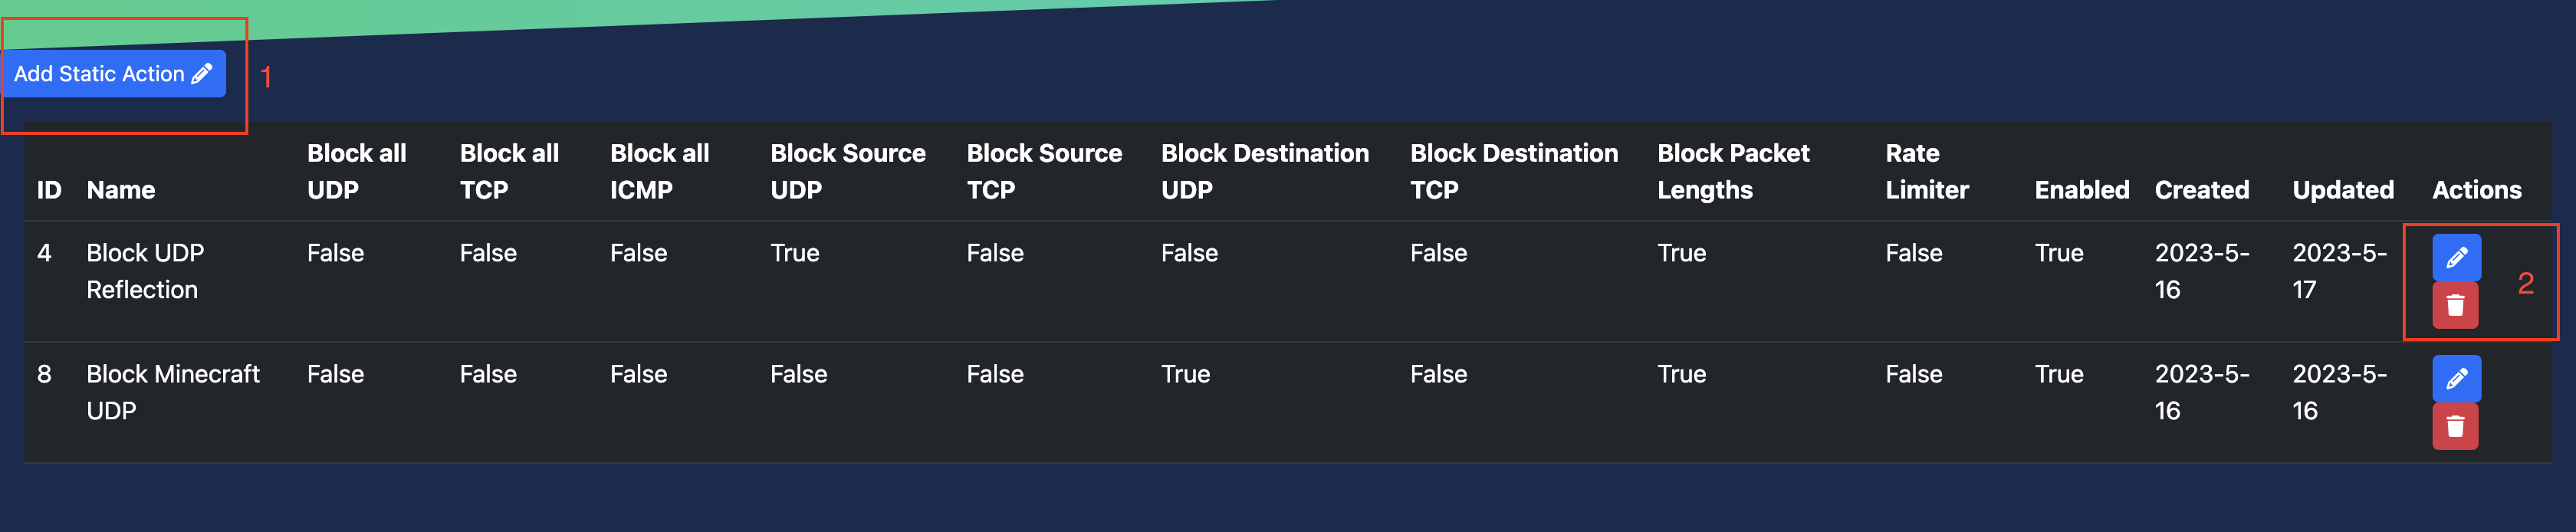 Add Static Action
1
ID Name Block all UDP Block all TCP Block all ICMP Block Source UDP Block Source TCP Block Destination UDP Block Destination TCP Block Packet Lengths Rate Limiter Enabled Created Updated Actions
4 Block UDP Reflection False False False True False False False True False True 2023-5-16 2023-5-17
2
8 Block Minecraft UDP False False False False False True False True False True 2023-5-16 2023-5-16